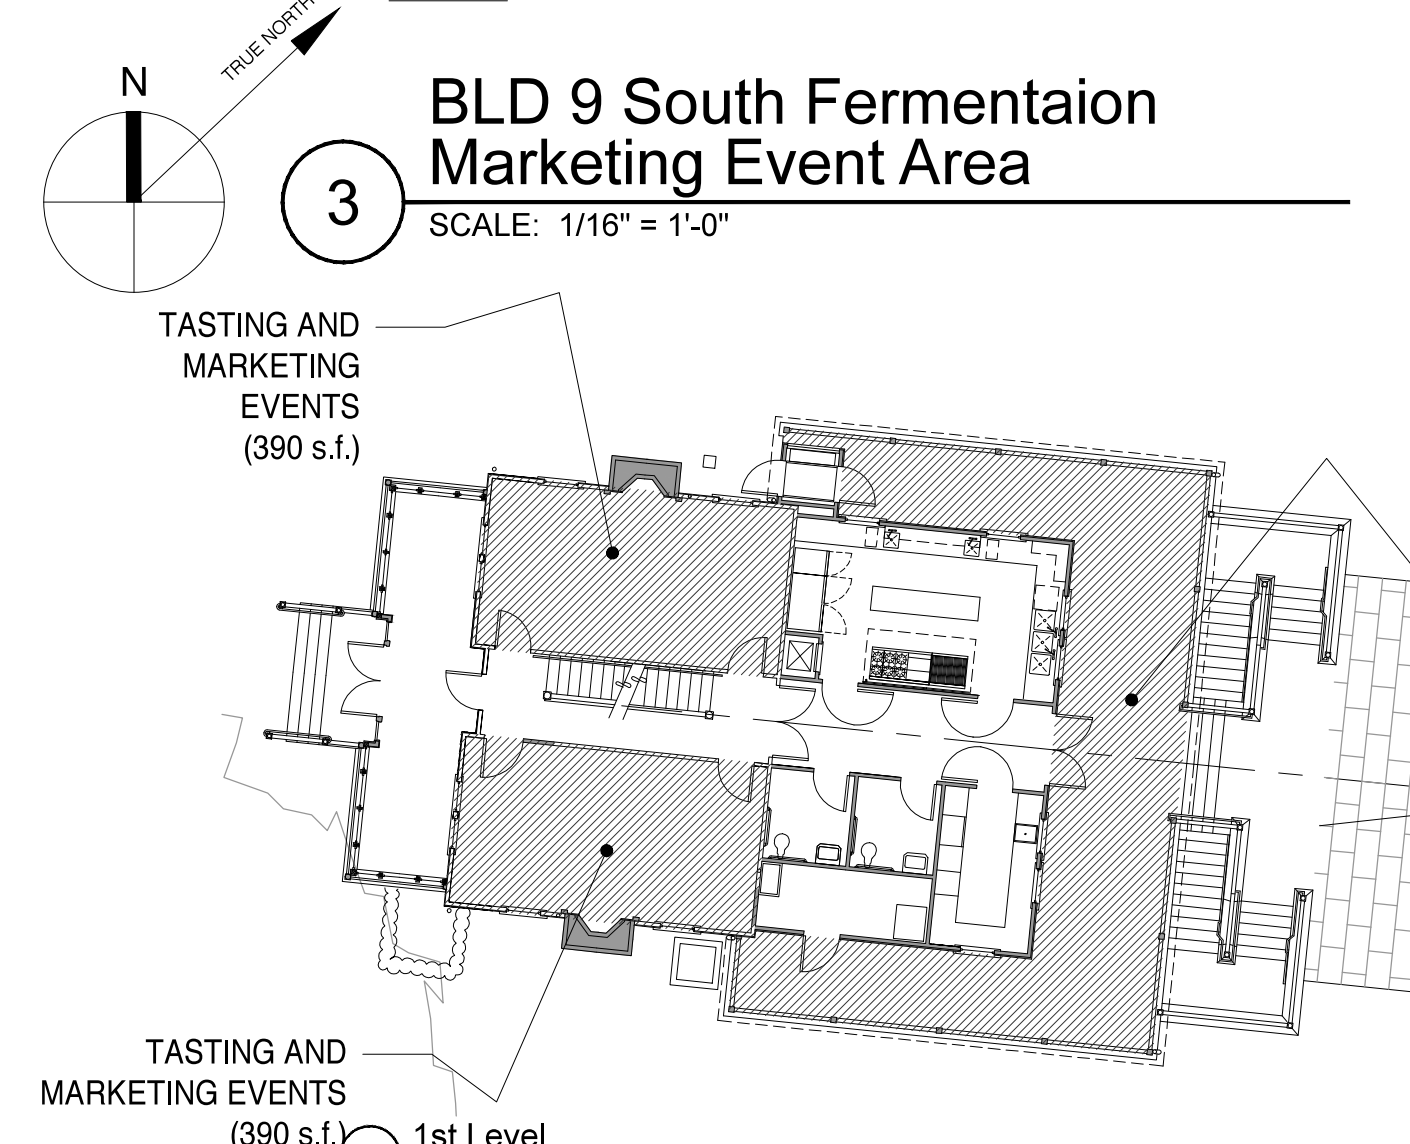 TRUE NORTH
N
BLD 9 South Fermentaion
Marketing Event Area
3
SCALE: 1/16" = 1'-0"
TASTING AND
MARKETING
EVENTS
(390 s.f.)
TASTING AND
MARKETING EVENTS
(390 s.f.)
1st Level